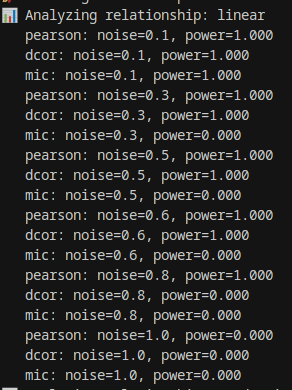 📊 Analyzing relationship: linear
pearson: noise=0.1, power=1.000
dcor: noise=0.1, power=1.000
mic: noise=0.1, power=1.000
pearson: noise=0.3, power=1.000
dcor: noise=0.3, power=1.000
mic: noise=0.3, power=0.000
pearson: noise=0.5, power=1.000
dcor: noise=0.5, power=1.000
mic: noise=0.5, power=0.000
pearson: noise=0.6, power=1.000
dcor: noise=0.6, power=1.000
mic: noise=0.6, power=0.000
pearson: noise=0.8, power=1.000
dcor: noise=0.8, power=0.000
mic: noise=0.8, power=0.000
pearson: noise=1.0, power=0.000
dcor: noise=1.0, power=0.000
mic: noise=1.0, power=0.000